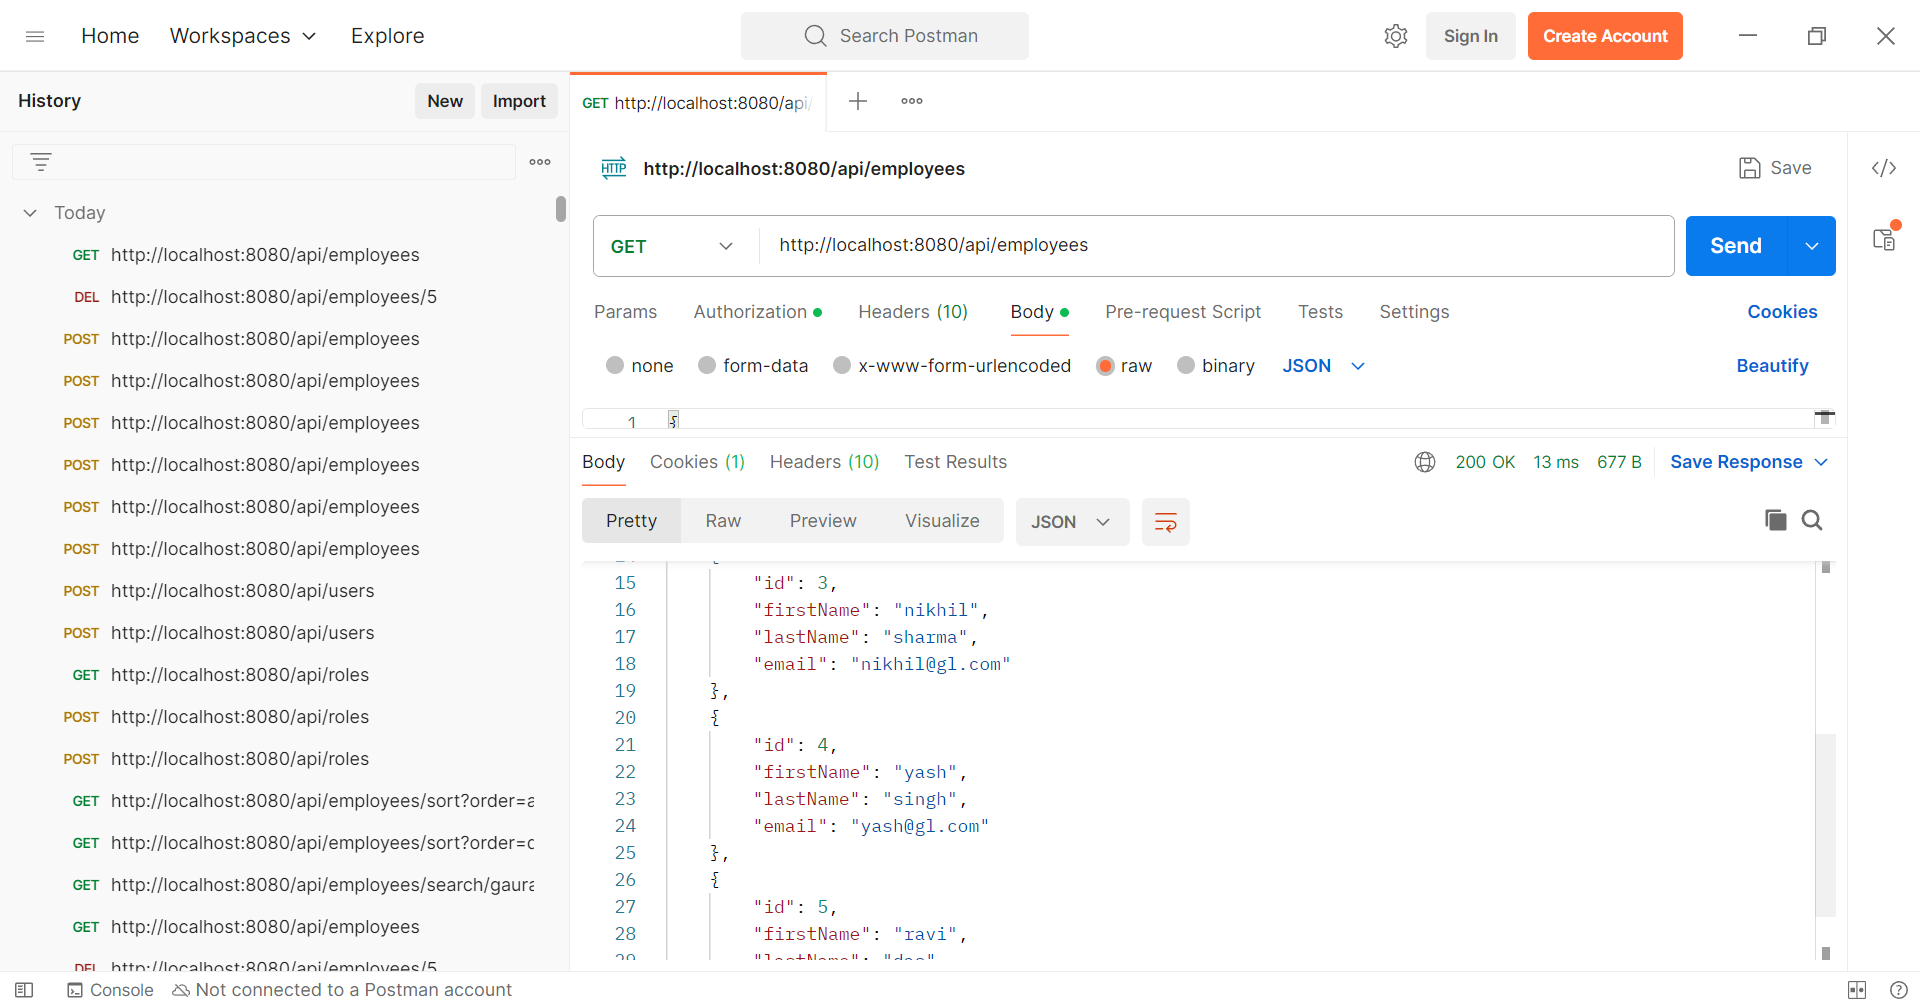 Home Workspaces Explore Search Postman Sign In Create Account
History New Import
GET http://localhost:8080/api/
HTTP http://localhost:8080/api/employees Save
Today
GET http://localhost:8080/api/employees
DEL http://localhost:8080/api/employees/5
POST http://localhost:8080/api/employees
POST http://localhost:8080/api/employees
POST http://localhost:8080/api/employees
POST http://localhost:8080/api/employees
POST http://localhost:8080/api/employees
POST http://localhost:8080/api/employees
POST http://localhost:8080/api/users
POST http://localhost:8080/api/users
GET http://localhost:8080/api/roles
POST http://localhost:8080/api/roles
POST http://localhost:8080/api/roles
GET http://localhost:8080/api/employees/sort?order=a
GET http://localhost:8080/api/employees/sort?order=
GET http://localhost:8080/api/employees/search/gaura
GET http://localhost:8080/api/employees
DEL http://localhost:8080/api/employees/5
GET http://localhost:8080/api/employees Send
Params Authorization Headers (10) Body Pre-request Script Tests Settings Cookies
none form-data x-www-form-urlencoded raw binary JSON Beautify
1 {
Body Cookies (1) Headers (10) Test Results 200 OK 13 ms 677 B Save Response
Pretty Raw Preview Visualize JSON
15 "id": 3,
16 "firstName": "nikhil",
17 "lastName": "sharma",
18 "email": "nikhil@gl.com"
19 },
20 {
21 "id": 4,
22 "firstName": "yash",
23 "lastName": "singh",
24 "email": "yash@gl.com"
25 },
26 {
27 "id": 5,
28 "firstName": "ravi",
29 "lastName":
Console Not connected to a Postman account